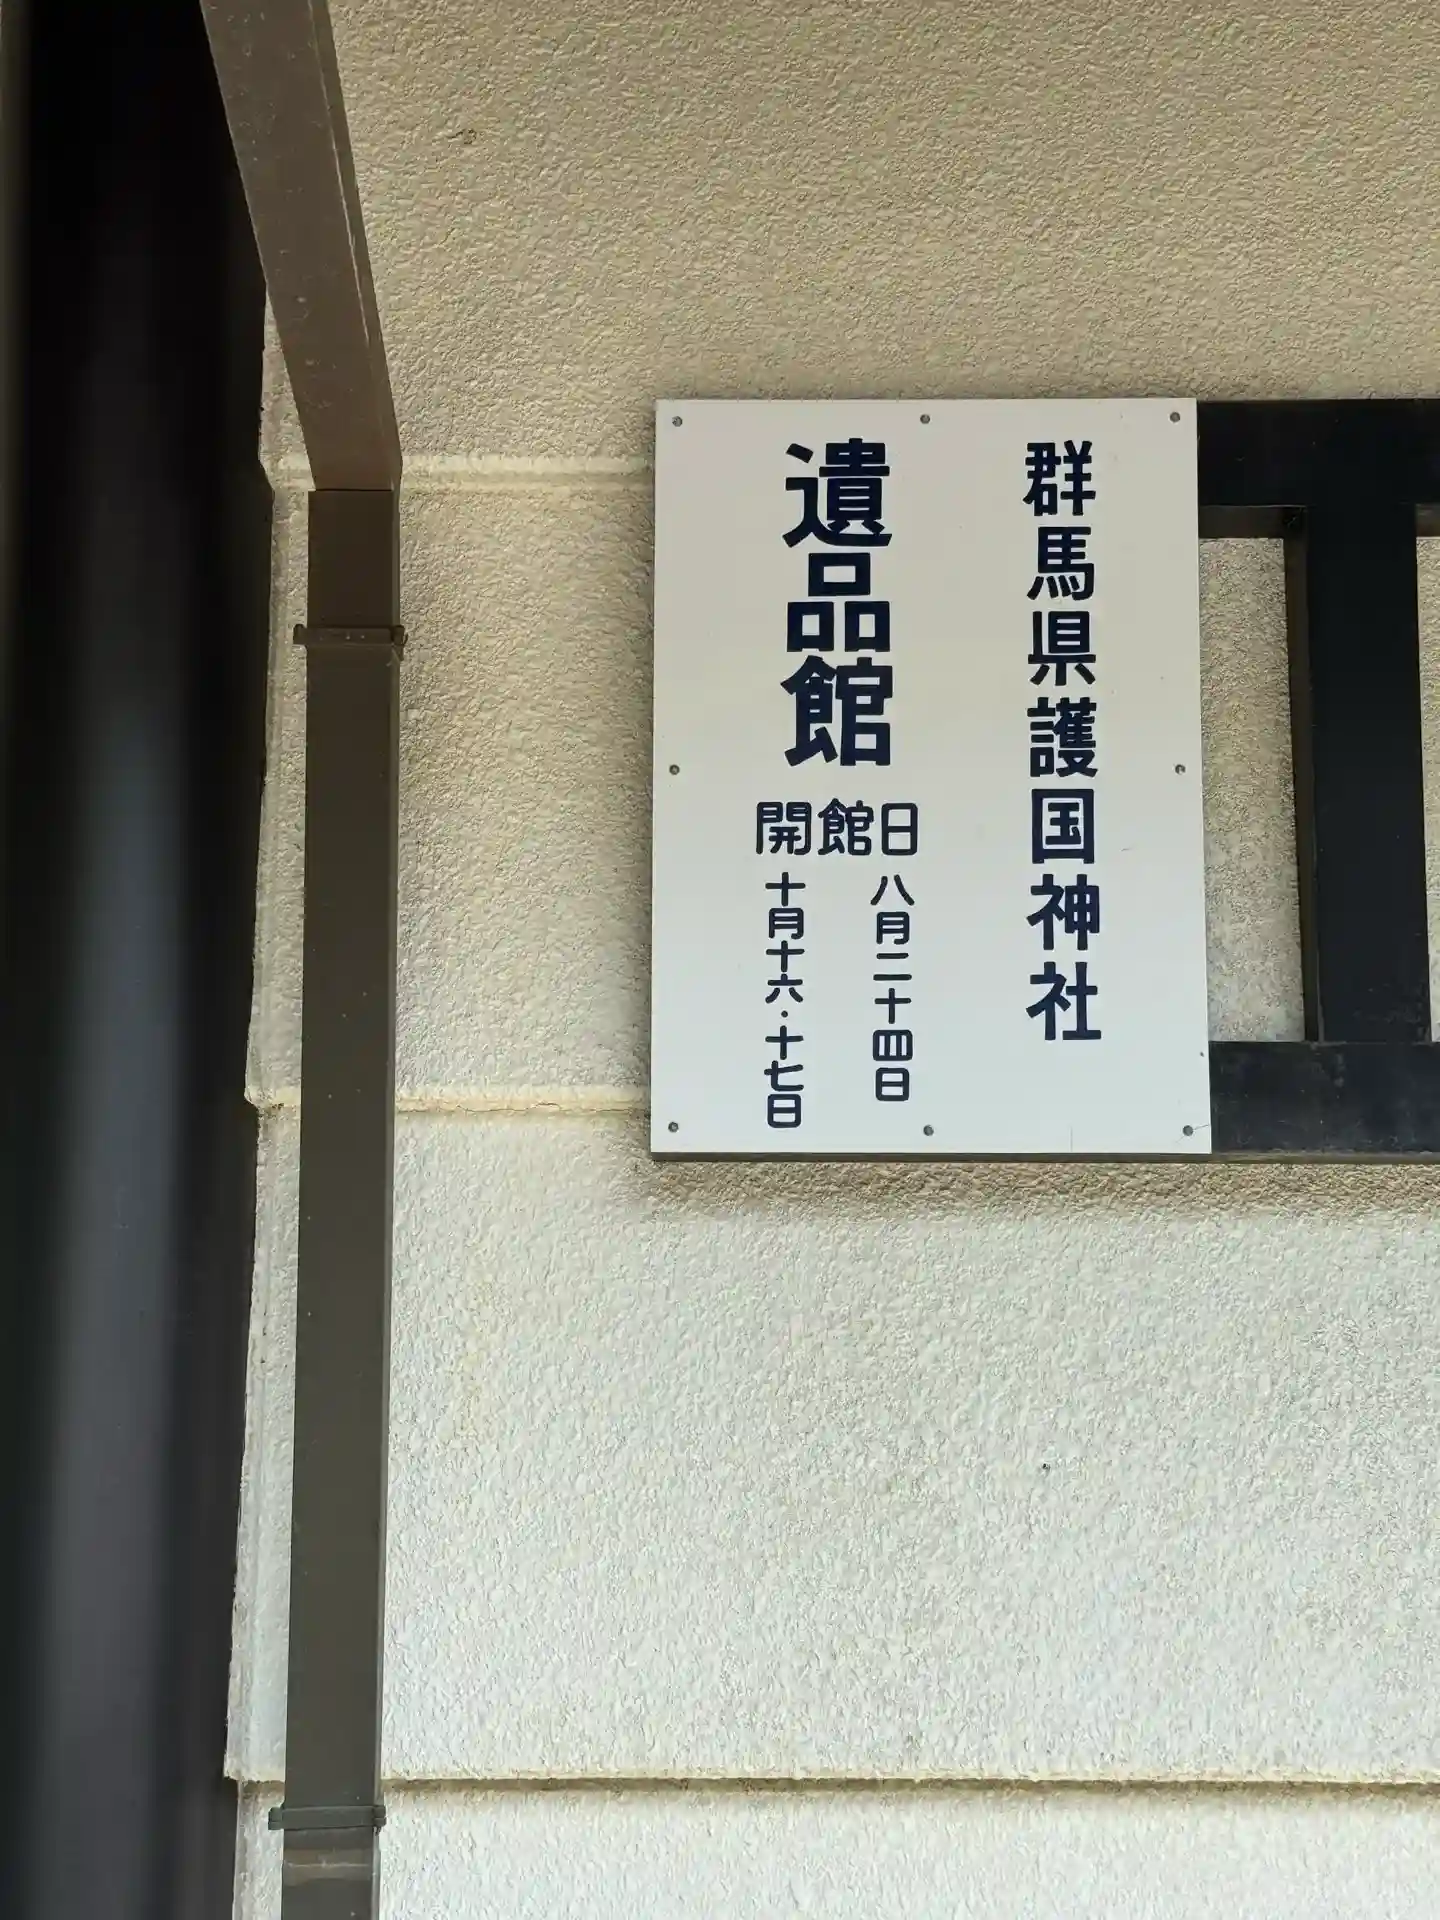 群馬県護国神社
遺品館
開館日
八月二十四日
十月十六・十七日